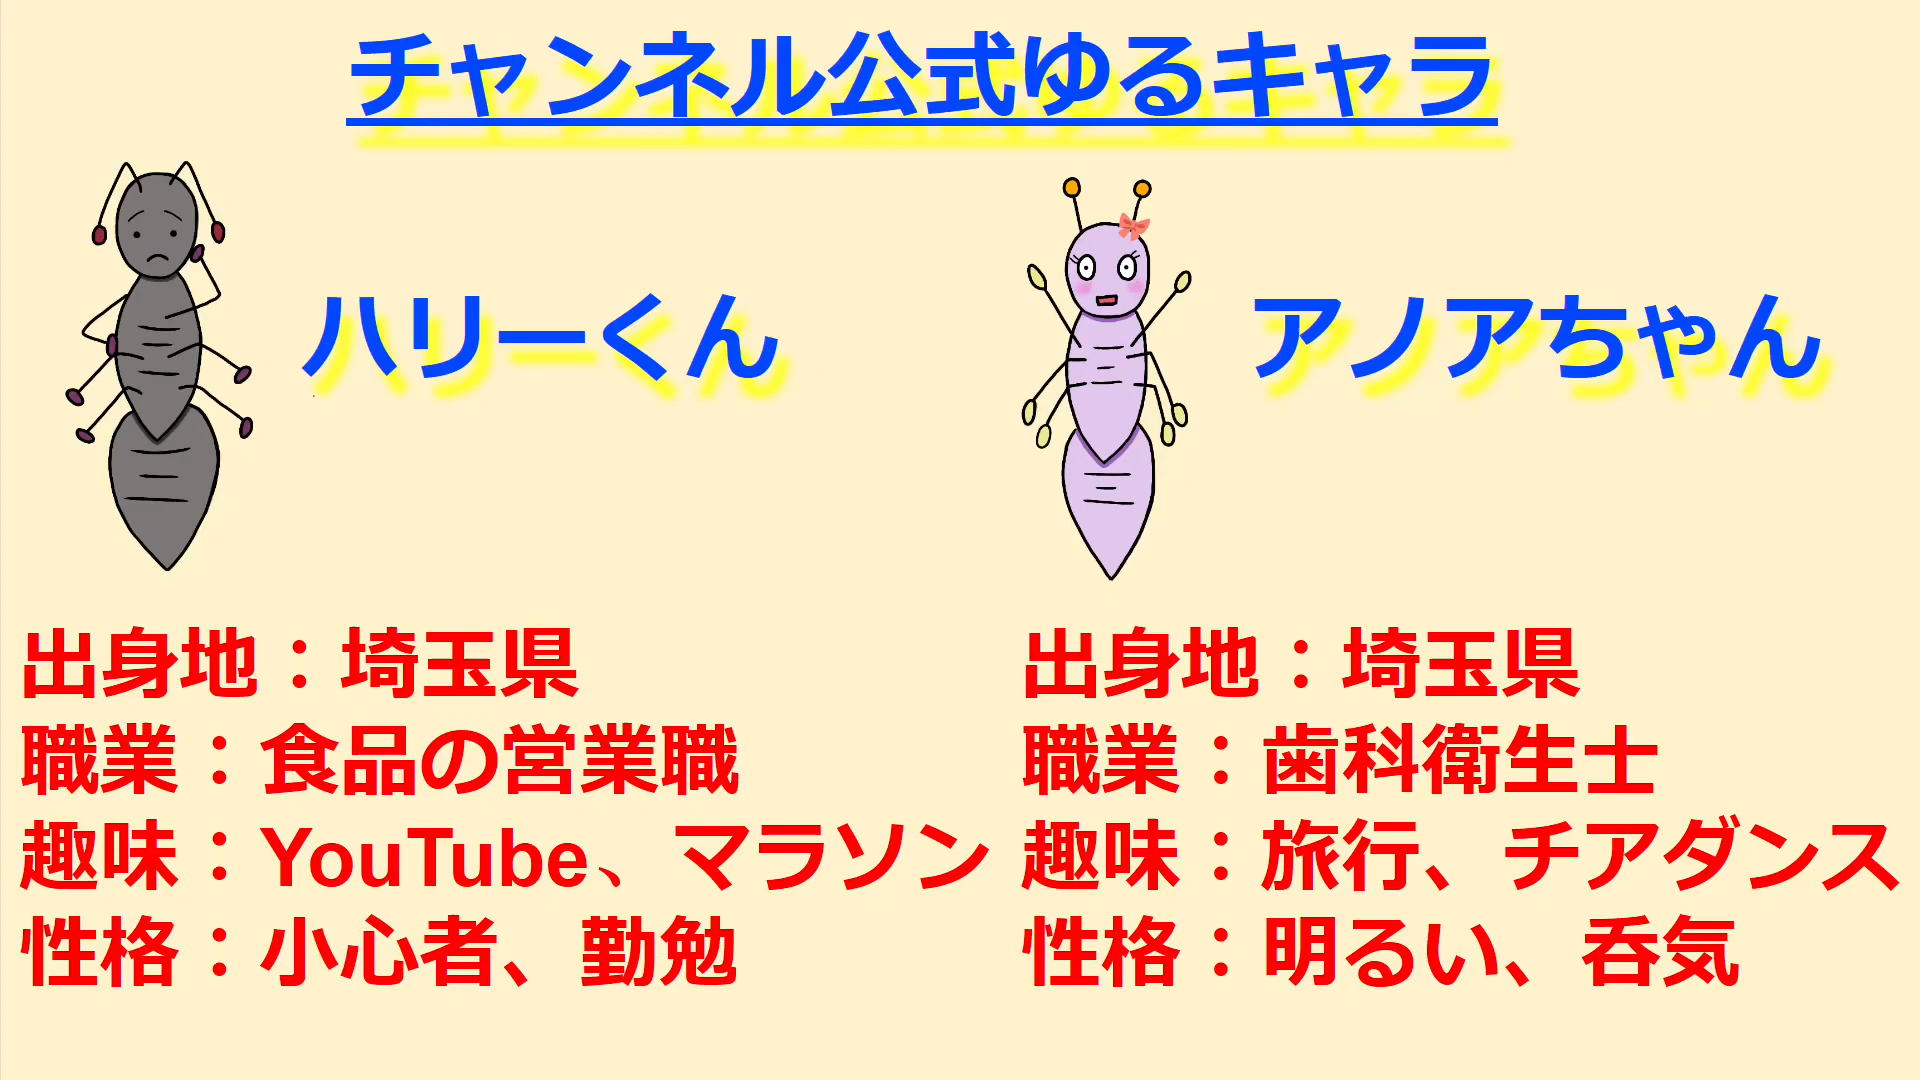 チャンネル公式ゆるキャラ
ハリーくん
出身地：埼玉県
職業：食品の営業職
趣味：YouTube、マラソン
性格：小心者、勤勉
アノアちゃん
出身地：埼玉県
職業：歯科衛生士
趣味：旅行、チアダンス
性格：明るい、呑気